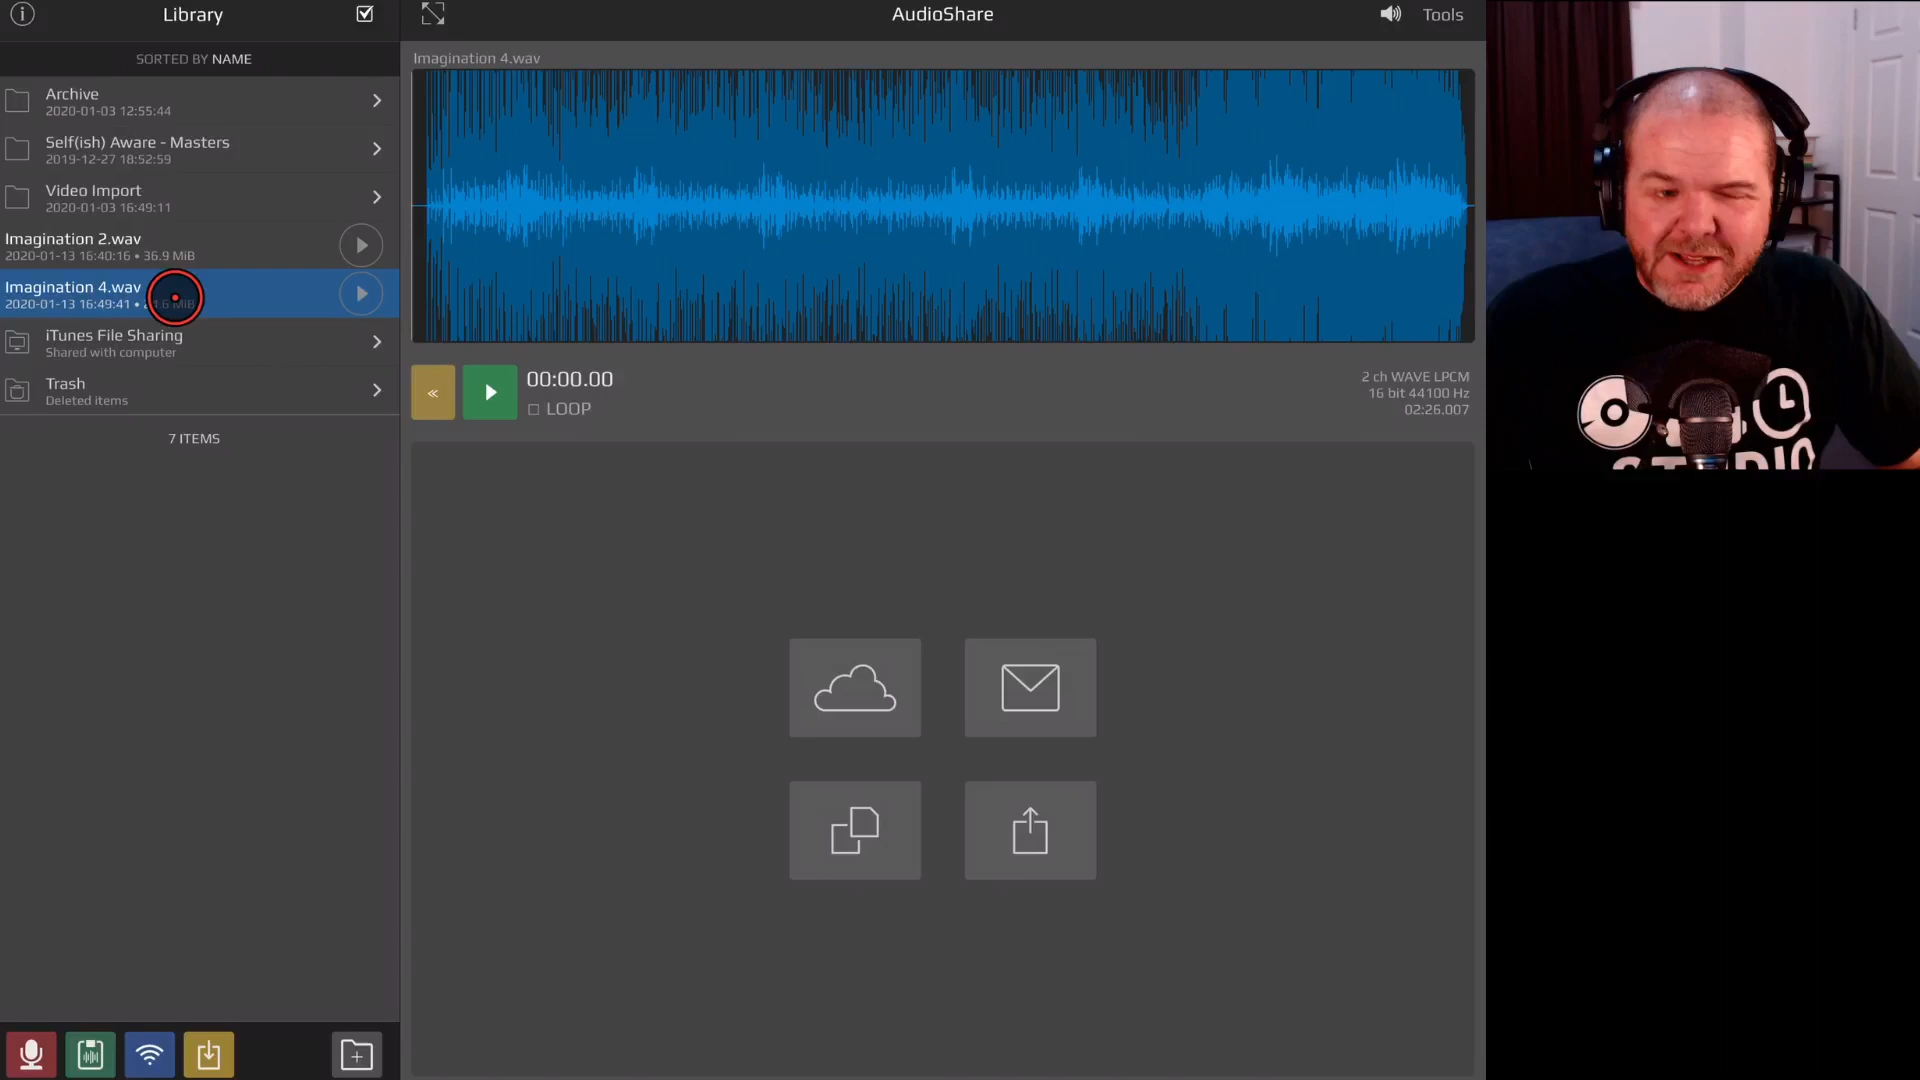 Library
AudioShare
Tools
SORTED BY NAME
Archive
2020-01-03 12:55:44
Self(ish) Aware - Masters
2019-12-27 18:52:59
Video Import
2020-01-03 16:49:11
Imagination 2.wav
2020-01-13 16:40:16 • 36.9 MiB
Imagination 4.wav
2020-01-13 16:49:41 •
iTunes File Sharing
Shared with computer
Trash
Deleted items
7 ITEMS
Imagination 4.wav
«
00:00.00
LOOP
2 ch WAVE LPCM
16 bit 44100 Hz
02:26.007